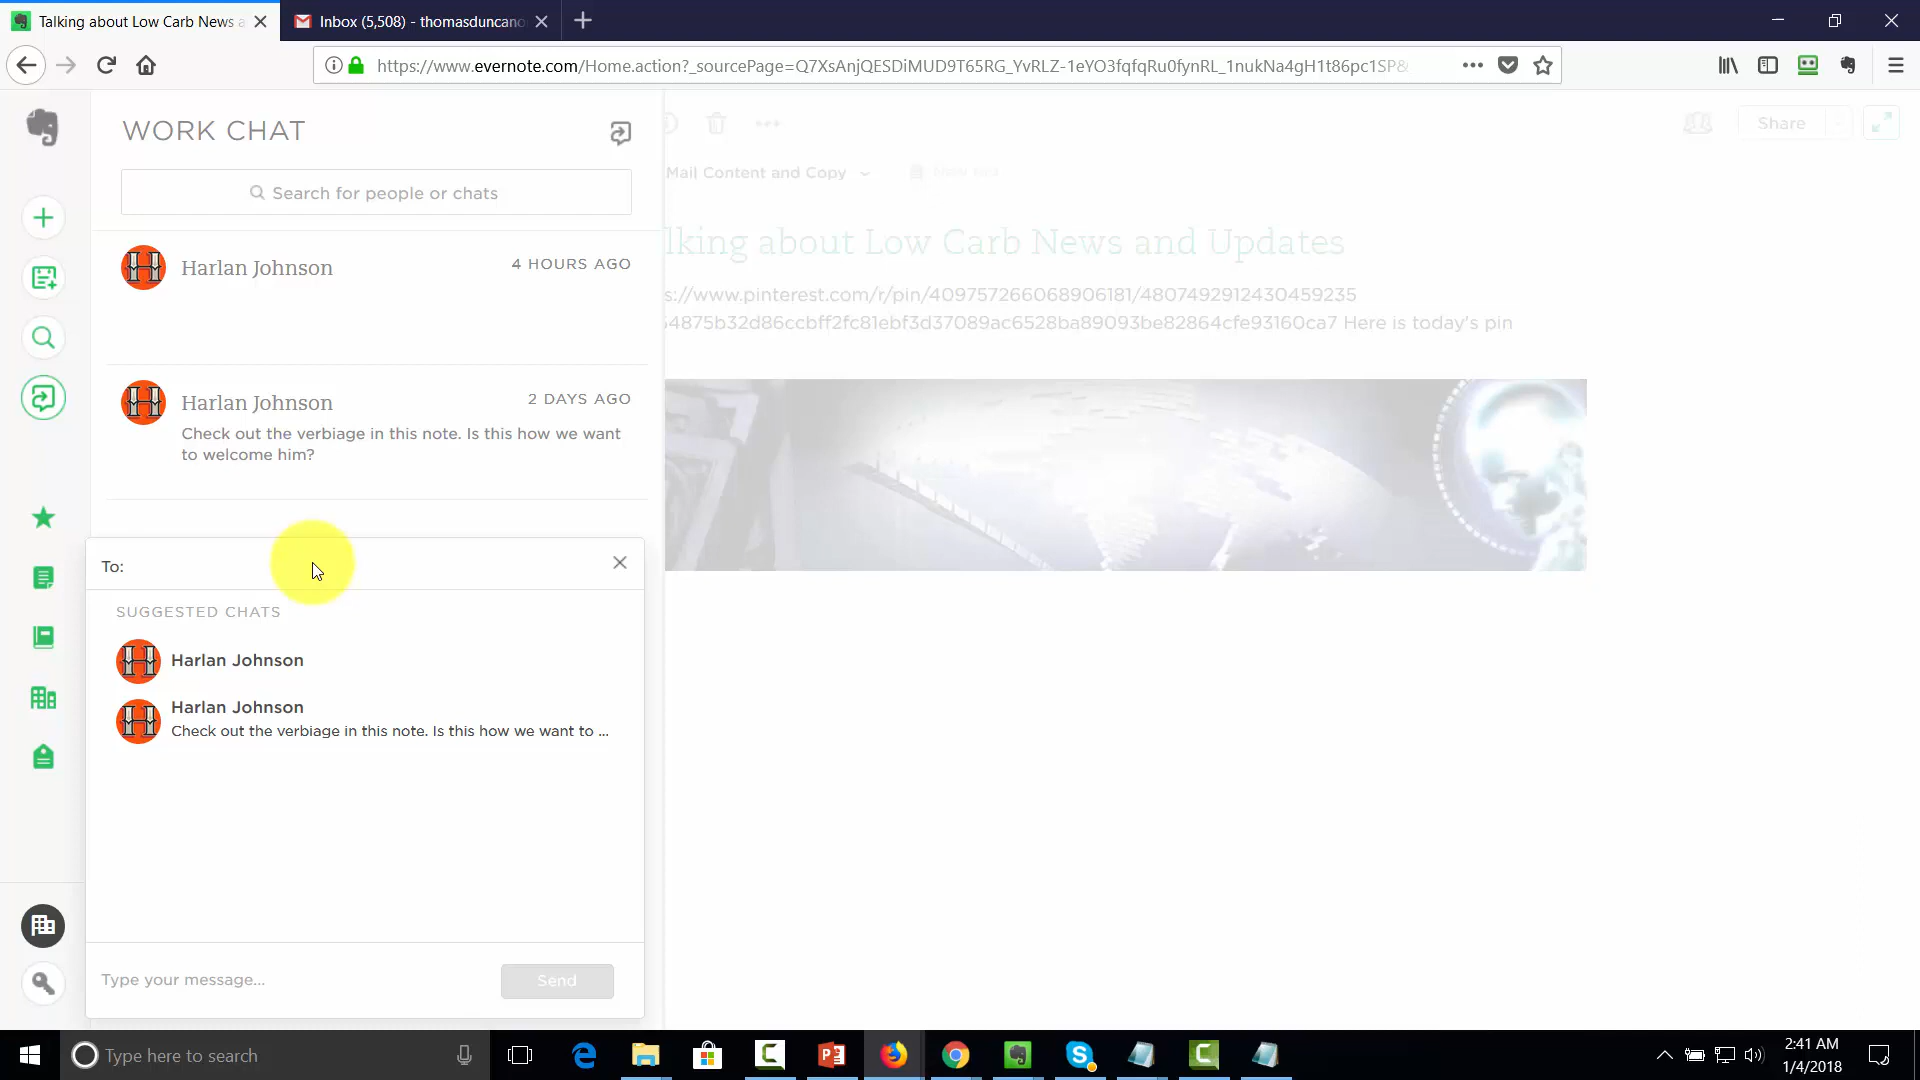 Talking about Low Carb News a
Inbox (5,508) - thomasduncano
https://www.evernote.com/Home.action?_sourcePage=Q7XsAnjQESDiMUD9T65RG_YvRLZ-1eYO3fqfqRu0fynRL_1nukNa4gH1t86pc1SP8
WORK CHAT
Share
Search for people or chats
Mail Content and Copy
Harlan Johnson
4 HOURS AGO
lking about Low Carb News and Updates
s://www.pinterest.com/r/pin/409757266068906181/4807492912430459235
54875b32d86ccbff2fc81ebf3d37089ac6528ba89093be82864cfe93160ca7 Here is today's pin
Harlan Johnson
2 DAYS AGO
Check out the verbiage in this note. Is this how we want
to welcome him?
To:
SUGGESTED CHATS
Harlan Johnson
Harlan Johnson
Check out the verbiage in this note. Is this how we want to ...
Type your message...
Send
Type here to search
2:41 AM
1/4/2018